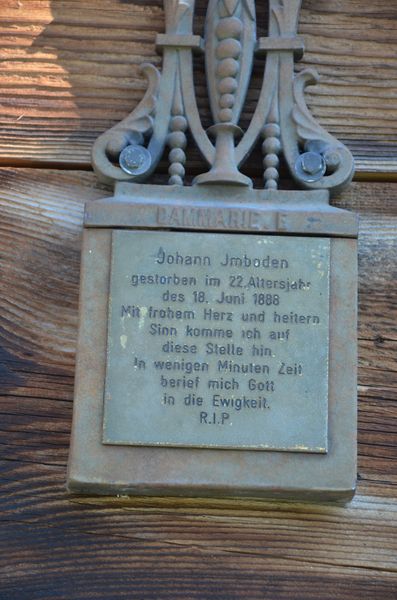 DAMMARIE. F
Johann Jmboden
gestorben im 22.Altersjahr
des 18. Juni 1888
Mit frohem Herz und heitern
Sinn komme ich auf
diese Stelle hin.
In wenigen Minuten Zeit
berief mich Gott
in die Ewigkeit.
R.I.P